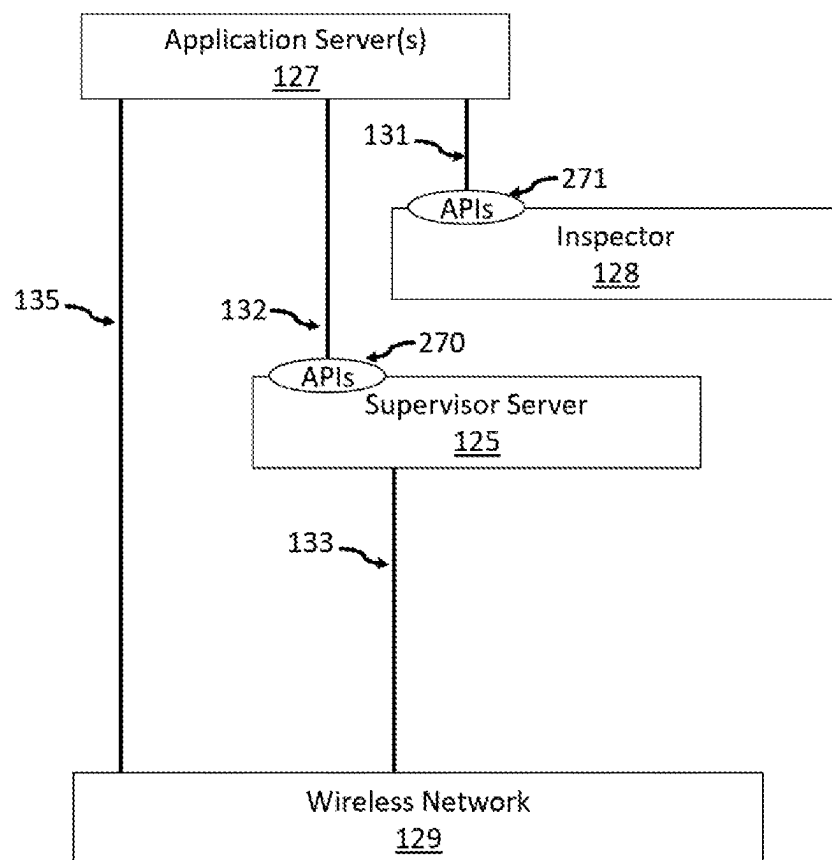 Application Server(s)
127
131
271
APIs
Inspector
128
135
132
270
APIs
Supervisor Server
125
133
Wireless Network
129